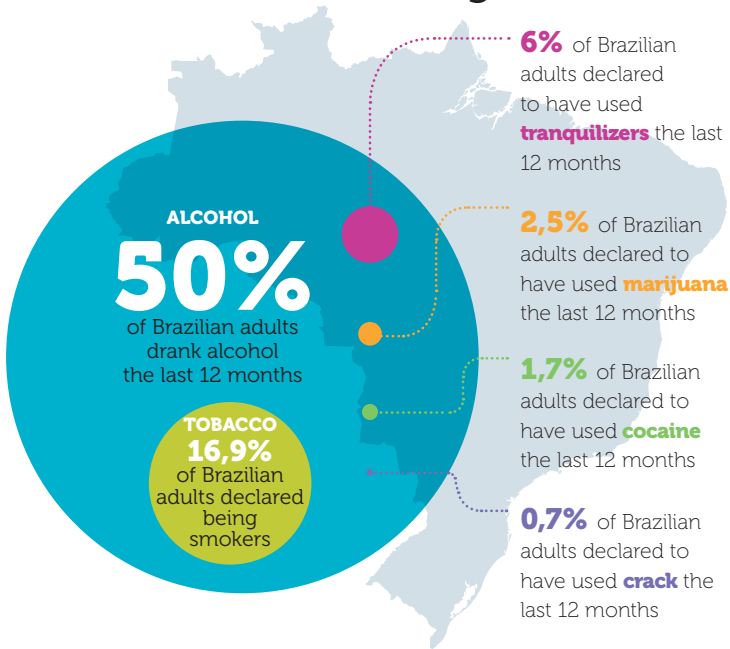 6% of Brazilian
adults declared
to have used
tranquilizers the last
12 months
ALCOHOL
50%
of Brazilian adults
drank alcohol
the last 12 months
2,5% of Brazilian
adults declared to
have used marijuana
the last 12 months
1,7% of Brazilian
adults declared to
have used cocaine
the last 12 months
TOBACCO
16,9%
of Brazilian
adults declared
being
smokers
0,7% of Brazilian
adults declared to
have used crack the
last 12 months